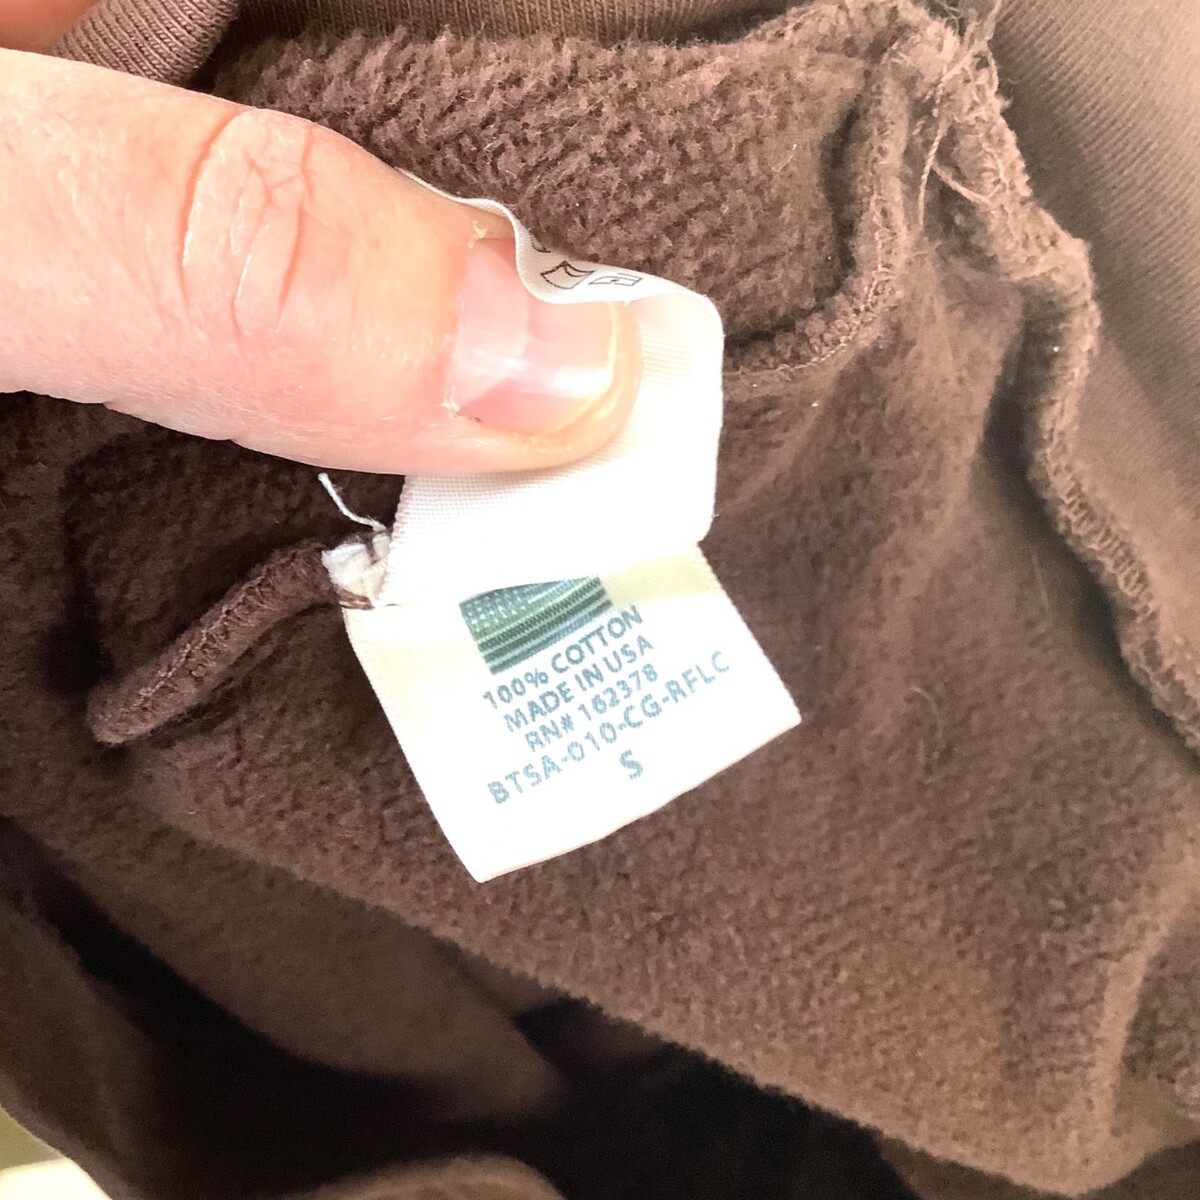 100% COTTON
MADE IN USA
RN# 162378
BTSA-010-CG-RFLC
S